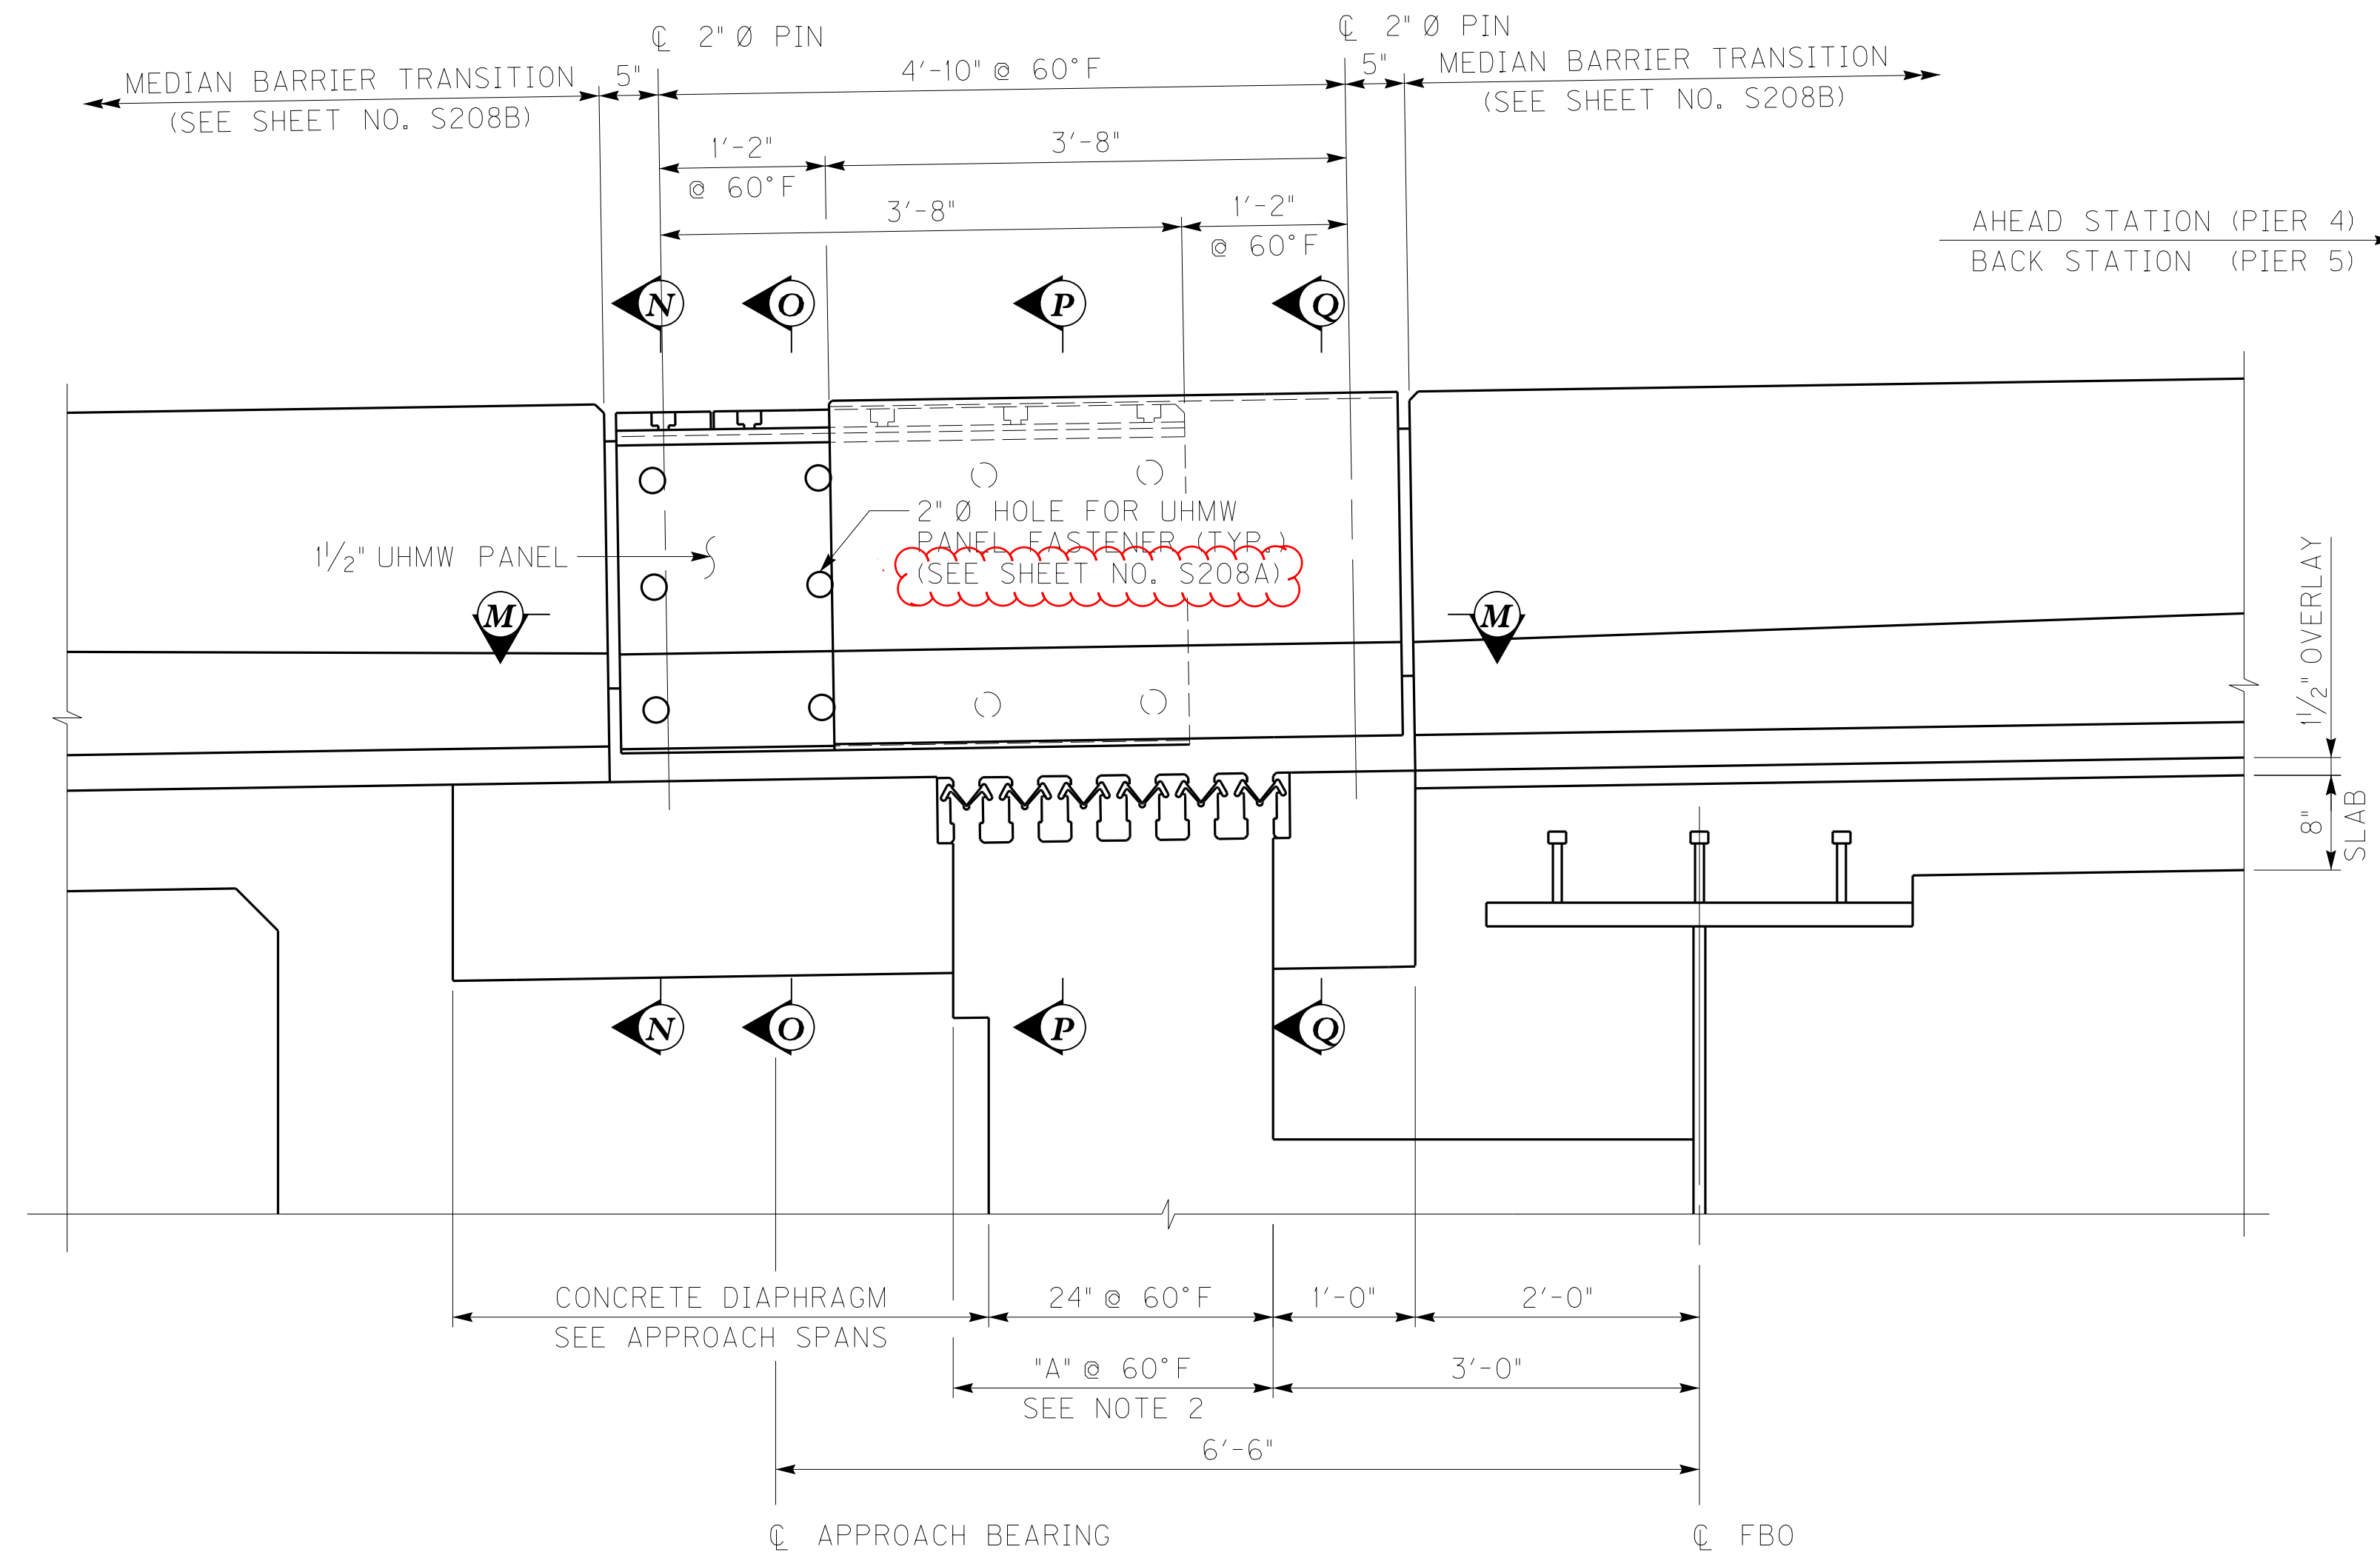 ℄ 2"Ø PIN
℄ 2"Ø PIN
MEDIAN BARRIER TRANSITION
(SEE SHEET NO. S208B)
5"
4'-10" @ 60°F
5"
MEDIAN BARRIER TRANSITION
(SEE SHEET NO. S208B)
1'-2"
@ 60°F
3'-8"
3'-8"
1'-2"
@ 60°F
AHEAD STATION (PIER 4)
BACK STATION (PIER 5)
N
O
P
Q
2"Ø HOLE FOR UHMW
PANEL FASTENER (TYP.)
(SEE SHEET NO. S208A)
1 1/2" UHMW PANEL
M
M
1 1/2" OVERLAY
8"
SLAB
N
O
P
Q
CONCRETE DIAPHRAGM
SEE APPROACH SPANS
24" @ 60°F
1'-0"
2'-0"
"A" @ 60°F
SEE NOTE 2
3'-0"
6'-6"
℄ APPROACH BEARING
℄ FBO